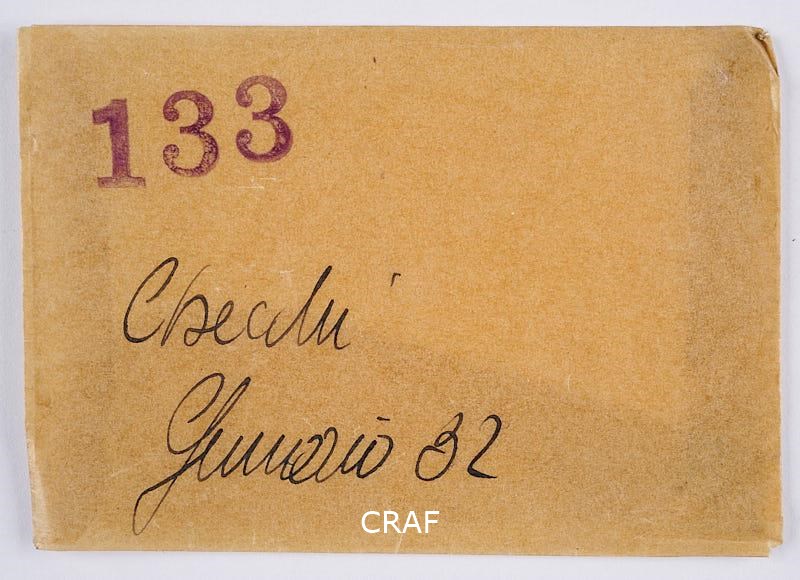 133
Checchi
Gennaio 32
CRAF